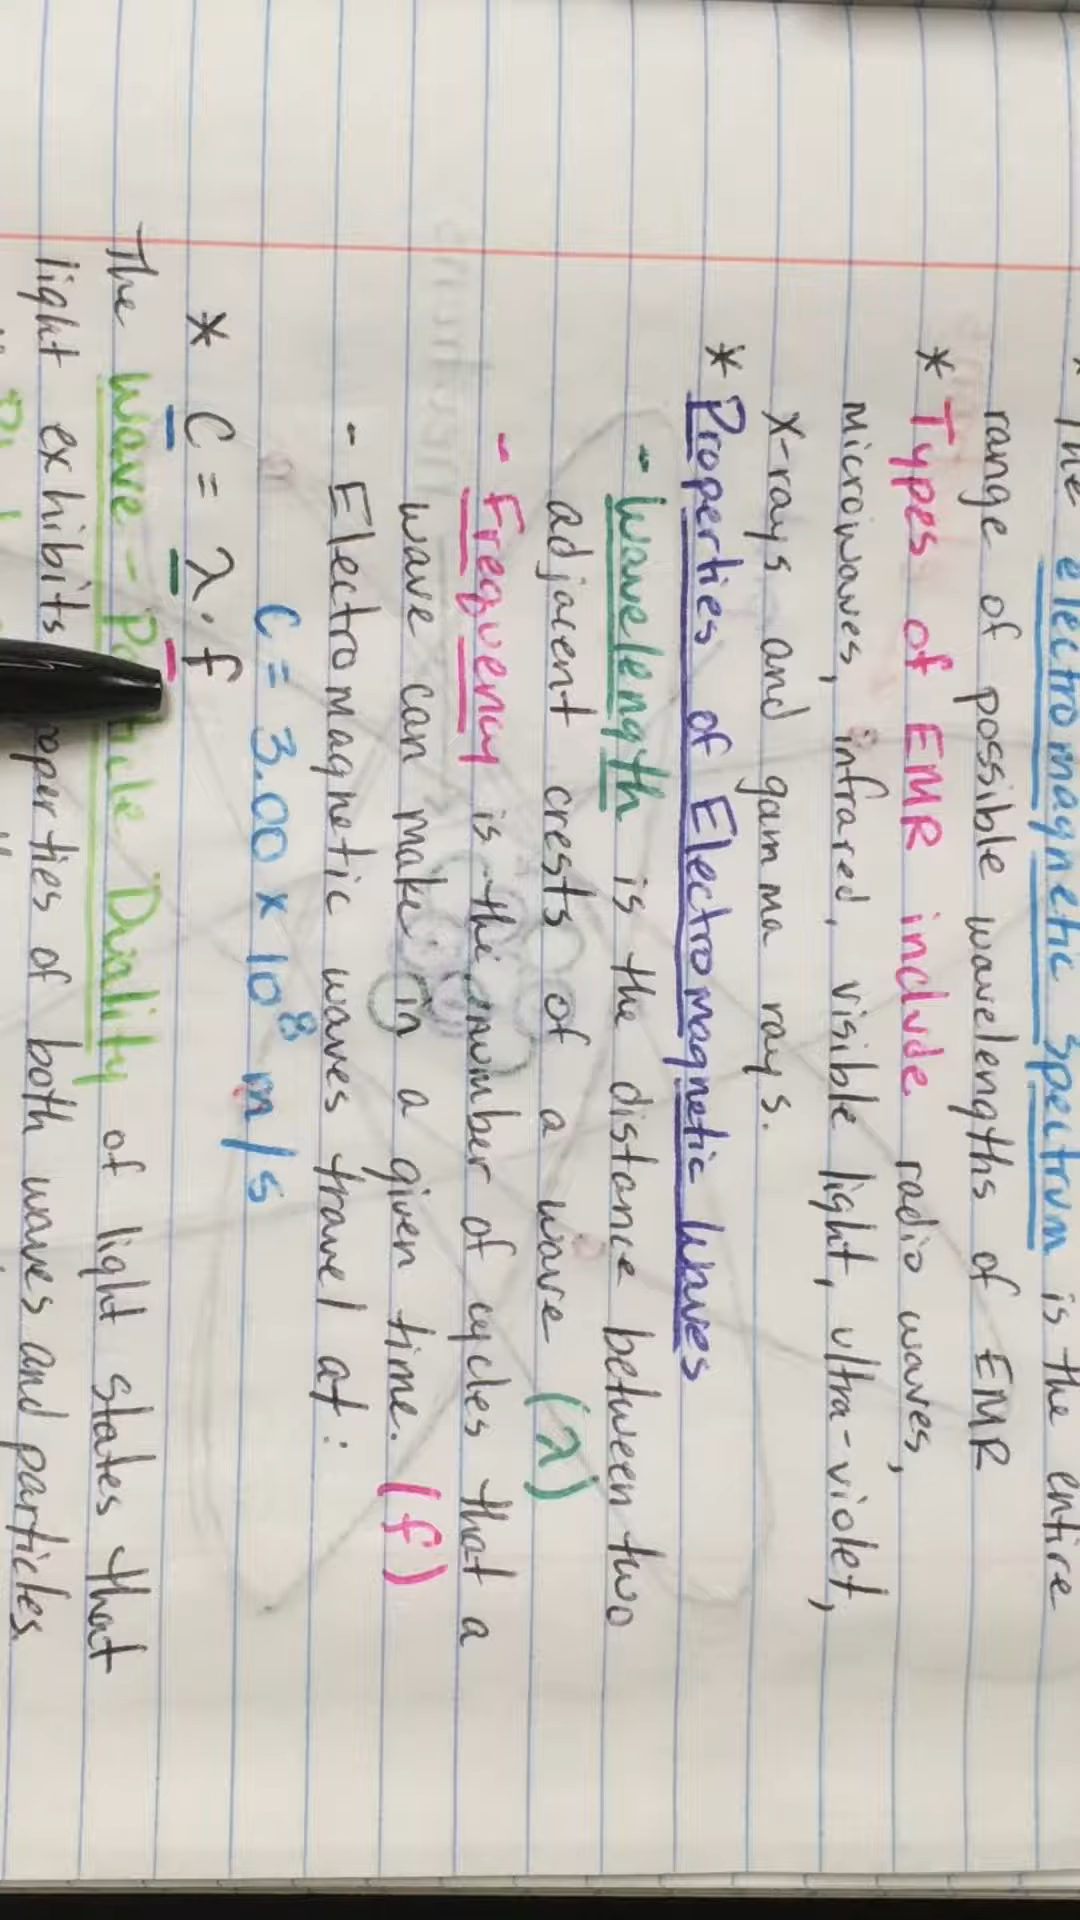 * The electromagnetic spectrum is the entire
range of possible wavelengths of EMR
* Types of EMR include radio waves,
microwaves, infrared, visible light, ultra-violet,
x-rays and gamma rays.
* Properties of Electromagnetic Waves
- Wavelength is the distance between two
adjacent crests of a wave (λ)
- Frequency is the number of cycles that a
wave can make in a given time. (f)
- Electromagnetic waves travel at:
C = 3.00 x 10⁸ m/s
* C = λ · f
The Wave - Duality of light states that
light exhibits of both waves and particles.